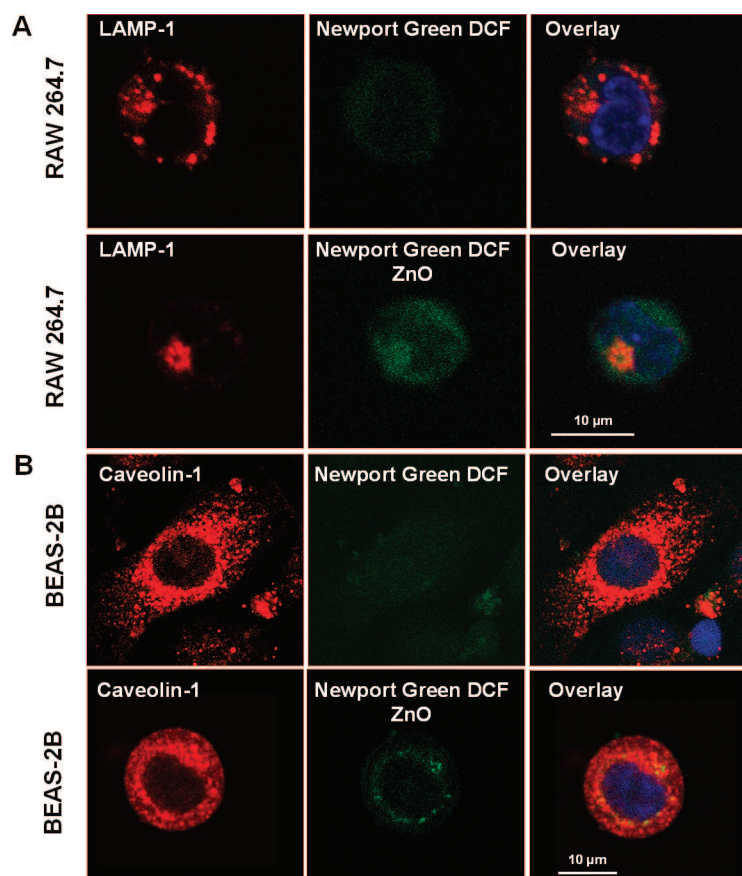 A
RAW 264.7
LAMP-1
Newport Green DCF
Overlay
RAW 264.7
LAMP-1
Newport Green DCF
ZnO
Overlay
10 µm
B
BEAS-2B
Caveolin-1
Newport Green DCF
Overlay
BEAS-2B
Caveolin-1
Newport Green DCF
ZnO
Overlay
10 µm